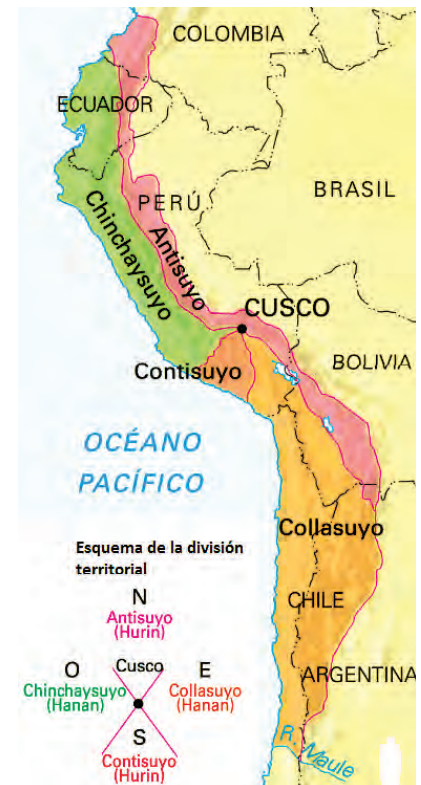 COLOMBIA
ECUADOR
PERÚ
BRASIL
Chinchaysuyo
Antisuyo
CUSCO
BOLIVIA
Contisuyo
OCÉANO
PACÍFICO
Collasuyo
Esquema de la división
territorial
N
Antisuyo
(Hurin)
CHILE
O
Cusco
E
Chinchaysuyo
(Hanan)
Collasuyo
(Hanan)
ARGENTINA
S
Contisuyo
(Hurin)
R. Maule